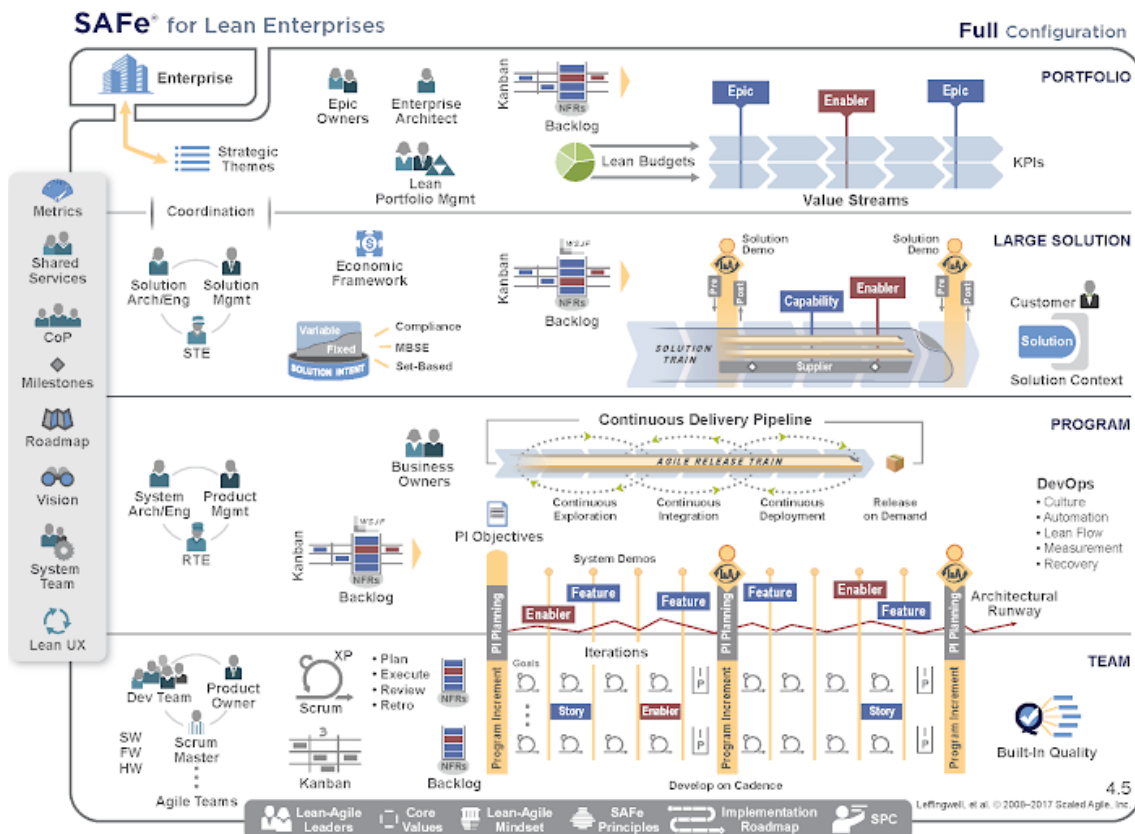 SAFe® for Lean Enterprises
Full Configuration
Enterprise
Strategic
Themes
Epic
Owners
Enterprise
Architect
Lean
Portfolio Mgmt
Kanban
NFRs
Backlog
Lean Budgets
Epic
Enabler
Epic
KPIs
Value Streams
PORTFOLIO
Metrics
Shared
Services
CoP
Milestones
Roadmap
Vision
System
Team
Lean UX
Coordination
Solution
Arch/Eng
Solution
Mgmt
STE
Economic
Framework
Variable
Fixed
SOLUTION INTENT
Compliance
MBSE
Set-Based
Kanban
WSJF
NFRs
Backlog
Solution
Demo
Solution
Demo
I&A
I&A
Pre
Post
Pre
Post
Capability
Enabler
SOLUTION
TRAIN
Supplier
LARGE SOLUTION
Customer
Solution
Solution Context
System
Arch/Eng
Product
Mgmt
RTE
Business
Owners
Kanban
WSJF
NFRs
Backlog
Continuous Delivery Pipeline
AGILE RELEASE TRAIN
Continuous
Exploration
Continuous
Integration
Continuous
Deployment
Release
on Demand
PROGRAM
DevOps
• Culture
• Automation
• Lean Flow
• Measurement
• Recovery
PI Objectives
System Demos
I&A
I&A
Enabler
Feature
Feature
Feature
Enabler
Feature
Architectural
Runway
PI Planning
PI Planning
PI Planning
Dev Team
Product
Owner
Scrum
Master
SW
FW
HW
Agile Teams
XP
Scrum
• Plan
• Execute
• Review
• Retro
3
Kanban
NFRs
NFRs
Backlog
Program Increment
Program Increment
Program Increment
Goals
Iterations
Story
Enabler
Story
I P
I P
I P
I P
Develop on Cadence
TEAM
Built-In Quality
4.5
Leffingwell, et al. © 2008–2017 Scaled Agile, Inc.
Lean-Agile
Leaders
Core
Values
Lean-Agile
Mindset
SAFe
Principles
Implementation
Roadmap
SPC